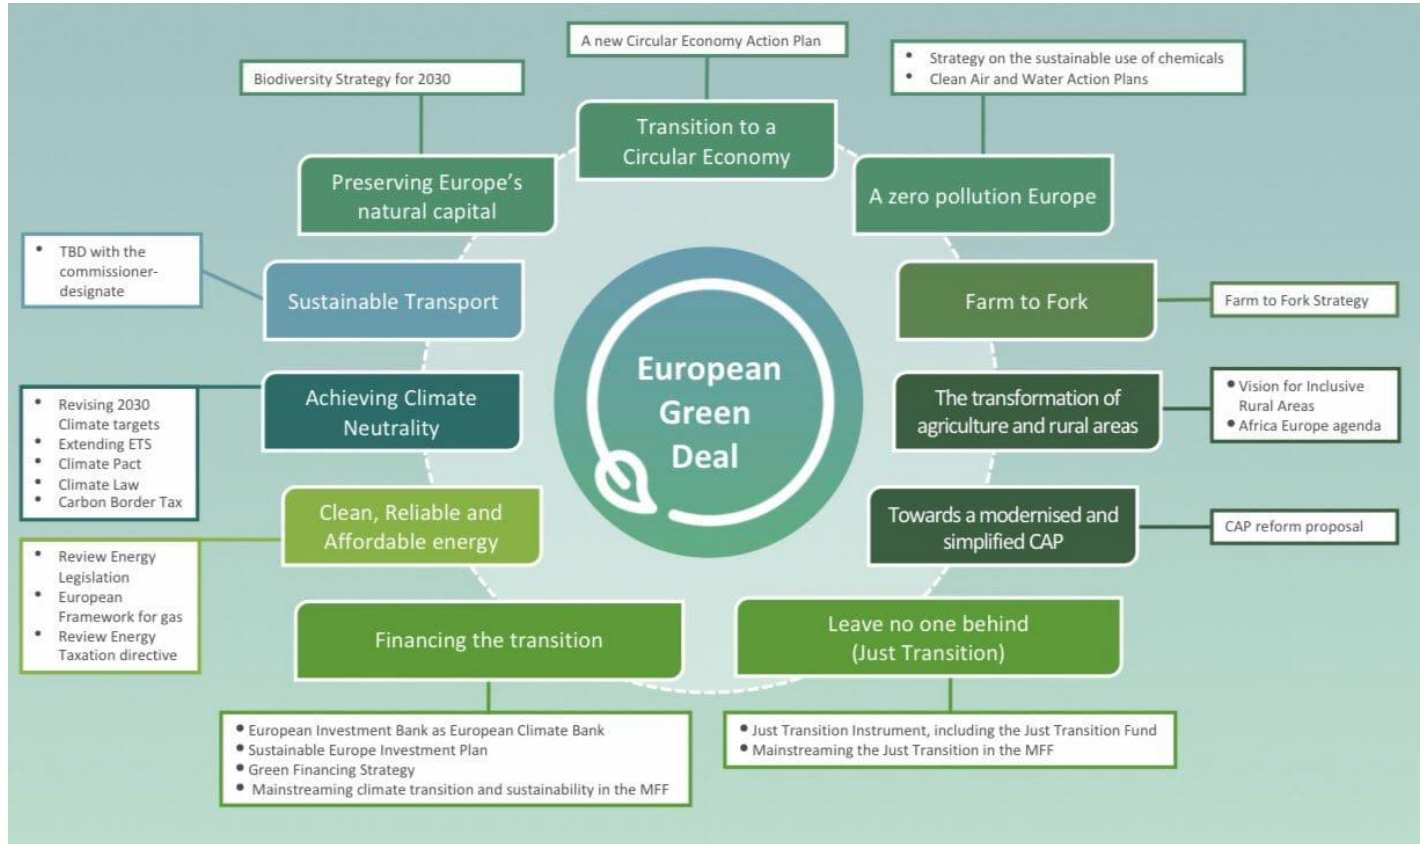 A new Circular Economy Action Plan
Biodiversity Strategy for 2030
• Strategy on the sustainable use of chemicals
• Clean Air and Water Action Plans
Transition to a
Circular Economy
Preserving Europe's
natural capital
A zero pollution Europe
• TBD with the
commissioner-
designate
Sustainable Transport
Farm to Fork
Farm to Fork Strategy
European
Green
Deal
• Revising 2030
Climate targets
• Extending ETS
• Climate Pact
• Climate Law
• Carbon Border Tax
Achieving Climate
Neutrality
The transformation of
agriculture and rural areas
• Vision for Inclusive
Rural Areas
• Africa Europe agenda
Clean, Reliable and
Affordable energy
Towards a modernised and
simplified CAP
CAP reform proposal
• Review Energy
Legislation
• European
Framework for gas
• Review Energy
Taxation directive
Financing the transition
Leave no one behind
(Just Transition)
• European Investment Bank as European Climate Bank
• Sustainable Europe Investment Plan
• Green Financing Strategy
• Mainstreaming climate transition and sustainability in the MFF
• Just Transition Instrument, including the Just Transition Fund
• Mainstreaming the Just Transition in the MFF